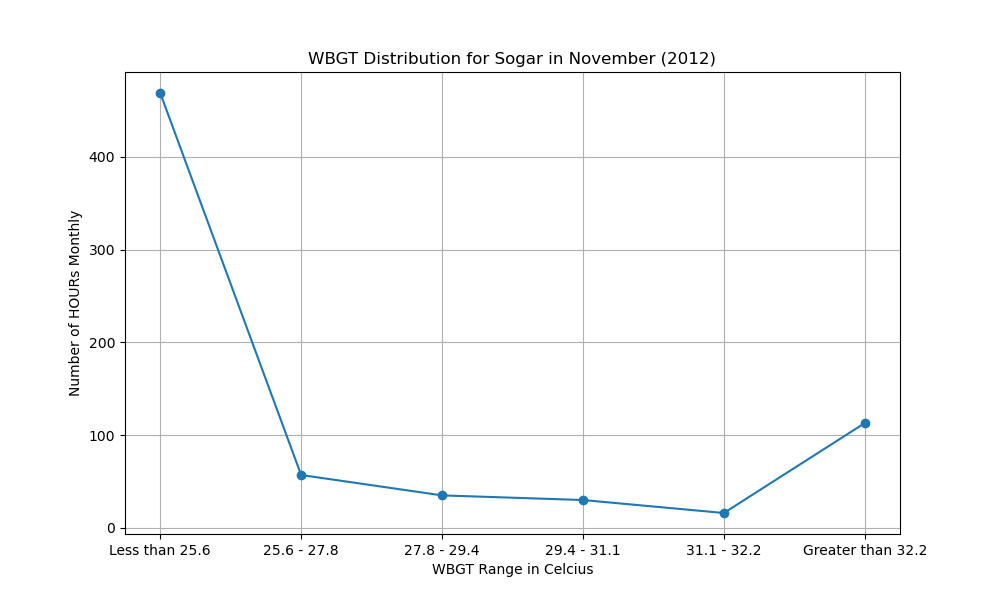 WBGT Distribution for Sogar in November (2012)
Number of HOURs Monthly
400
300
200
100
0
Less than 25.6
25.6 - 27.8
27.8 - 29.4
29.4 - 31.1
31.1 - 32.2
Greater than 32.2
WBGT Range in Celcius